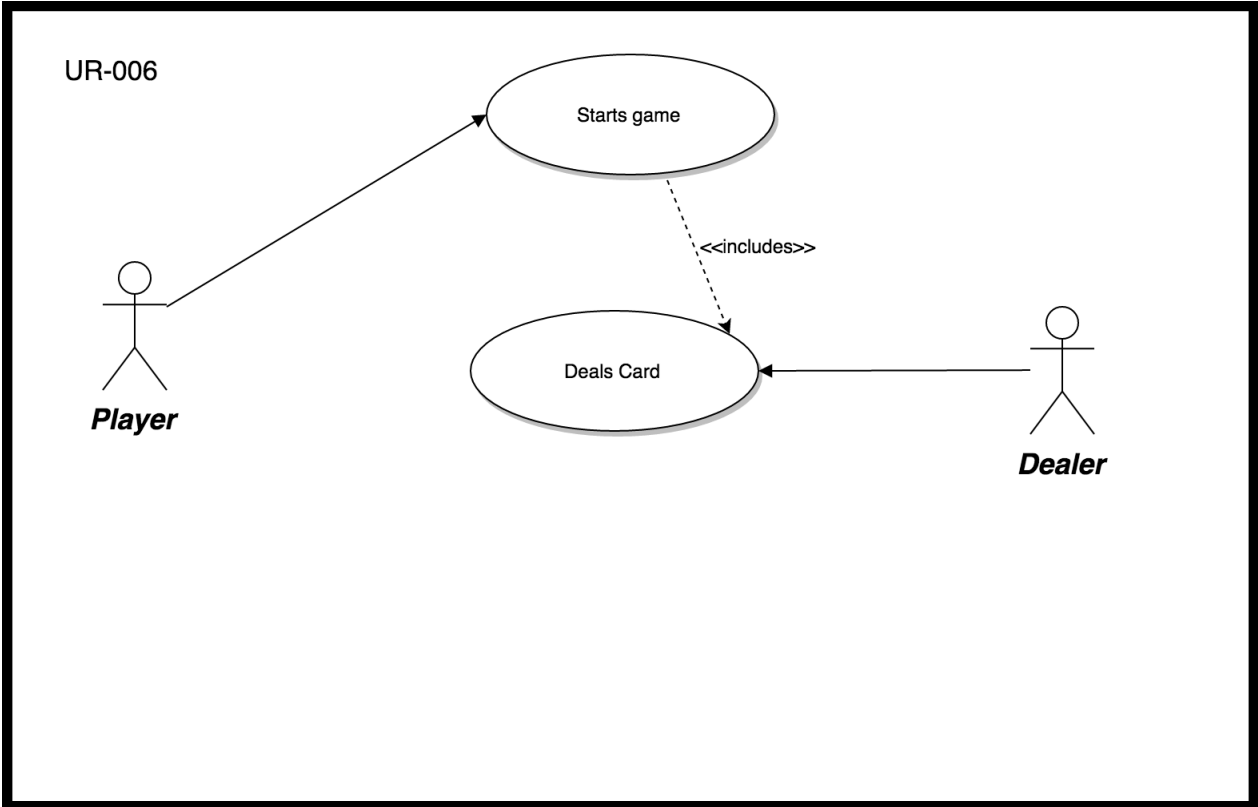 UR-006
Starts game
<<includes>>
Deals Card
Player
Dealer